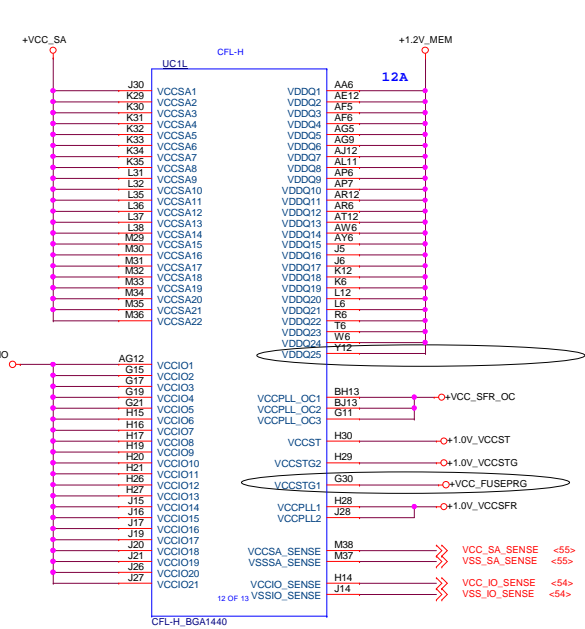 +VCC_SA
CFL-H
+1.2V_MEM
UC1L
12A
J30 VCCSA1
K29 VCCSA2
K30 VCCSA3
K31 VCCSA4
K32 VCCSA5
K33 VCCSA6
K34 VCCSA7
K35 VCCSA8
L31 VCCSA9
L32 VCCSA10
L35 VCCSA11
L36 VCCSA12
L37 VCCSA13
L38 VCCSA14
M29 VCCSA15
M30 VCCSA16
M31 VCCSA17
M32 VCCSA18
M33 VCCSA19
M34 VCCSA20
M35 VCCSA21
M36 VCCSA22
AG12 VCCIO1
G15 VCCIO2
G17 VCCIO3
G19 VCCIO4
G21 VCCIO5
H15 VCCIO6
H16 VCCIO7
H17 VCCIO8
H19 VCCIO9
H20 VCCIO10
H21 VCCIO11
H26 VCCIO12
H27 VCCIO13
J15 VCCIO14
J16 VCCIO15
J17 VCCIO16
J19 VCCIO17
J20 VCCIO18
J21 VCCIO19
J26 VCCIO20
J27 VCCIO21
VDDQ1 AA6
VDDQ2 AE12
VDDQ3 AF5
VDDQ4 AF6
VDDQ5 AG5
VDDQ6 AG9
VDDQ7 AJ12
VDDQ8 AL11
VDDQ9 AP6
VDDQ10 AP7
VDDQ11 AR12
VDDQ12 AR6
VDDQ13 AT12
VDDQ14 AW6
VDDQ15 AY6
VDDQ16 J5
VDDQ17 J6
VDDQ18 K12
VDDQ19 K6
VDDQ20 L12
VDDQ21 L6
VDDQ22 R6
VDDQ23 T6
VDDQ24 W6
VDDQ25 Y12
VCCPLL_OC1 BH13 +VCC_SFR_OC
VCCPLL_OC2 BJ13
VCCPLL_OC3 G11
VCCST H30 +1.0V_VCCST
VCCSTG2 H29 +1.0V_VCCSTG
VCCSTG1 G30 +VCC_FUSEPRG
VCCPLL1 H28 +1.0V_VCCSFR
VCCPLL2 J28
VCCSA_SENSE M38 VCC_SA_SENSE <55>
VSSSA_SENSE M37 VSS_SA_SENSE <55>
VCCIO_SENSE H14 VCC_IO_SENSE <54>
VSSIO_SENSE J14 VSS_IO_SENSE <54>
12 OF 13
CFL-H_BGA1440